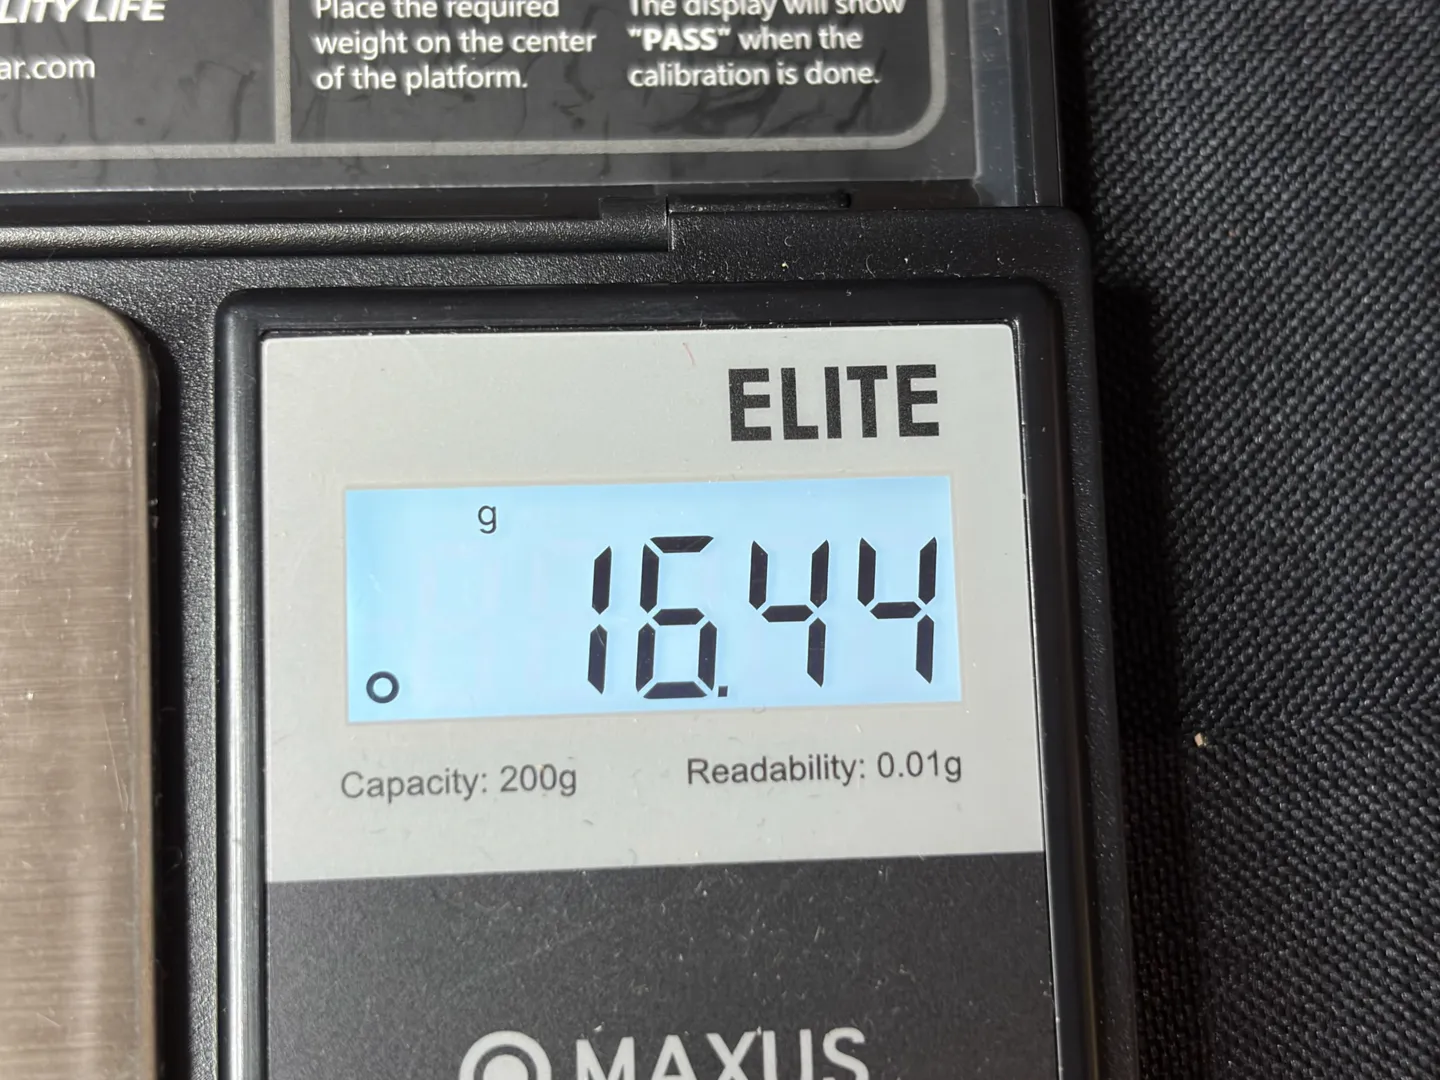 LITY LIFE
ar.com
Place the required
weight on the center
of the platform.
The display will show
"PASS" when the
calibration is done.
ELITE
g
16.44
Capacity: 200g
Readability: 0.01g
MAXUS